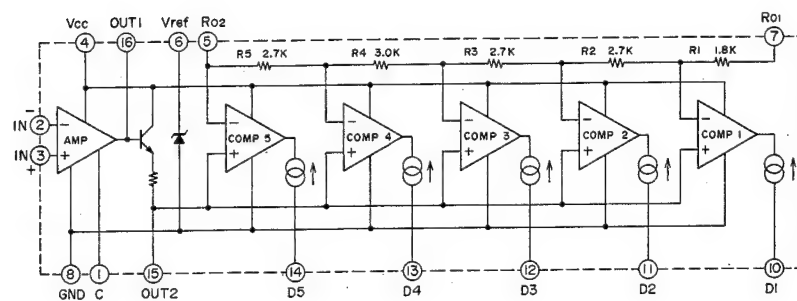 Vcc OUT1 Vref RO2 RO1
4 16 6 5 7
R5 2.7K R4 3.0K R3 2.7K R2 2.7K R1 1.8K
− IN 2 −
IN 3 +
+
AMP
− + COMP 5
− + COMP 4
− + COMP 3
− + COMP 2
− + COMP 1
8 1 15 14 13 12 11 10
GND C OUT2 D5 D4 D3 D2 D1